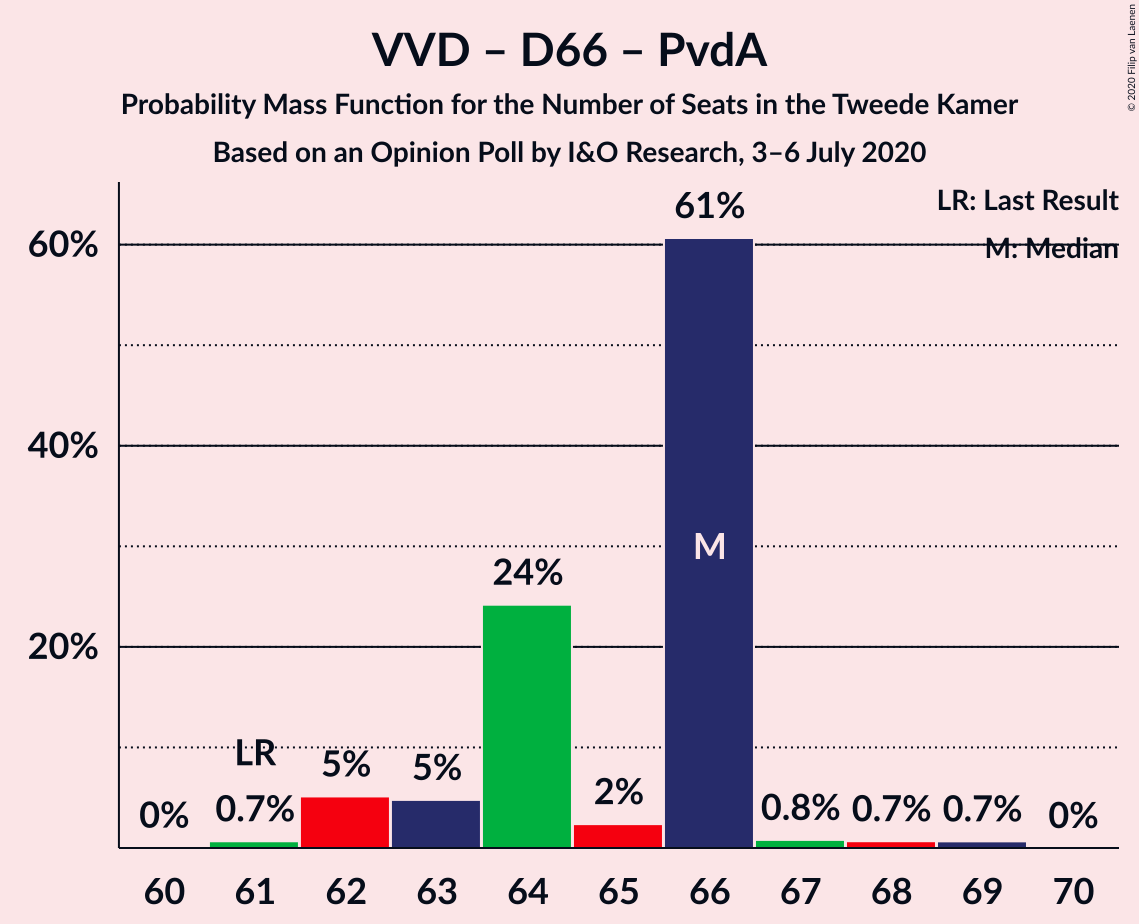 VVD – D66 – PvdA
Probability Mass Function for the Number of Seats in the Tweede Kamer
Based on an Opinion Poll by I&O Research, 3–6 July 2020
© 2020 Filip van Laenen
LR: Last Result
M: Median
60%
40%
20%
0%
LR
0.7%
5%
5%
24%
2%
61%
M
0.8%
0.7%
0.7%
0%
60 61 62 63 64 65 66 67 68 69 70